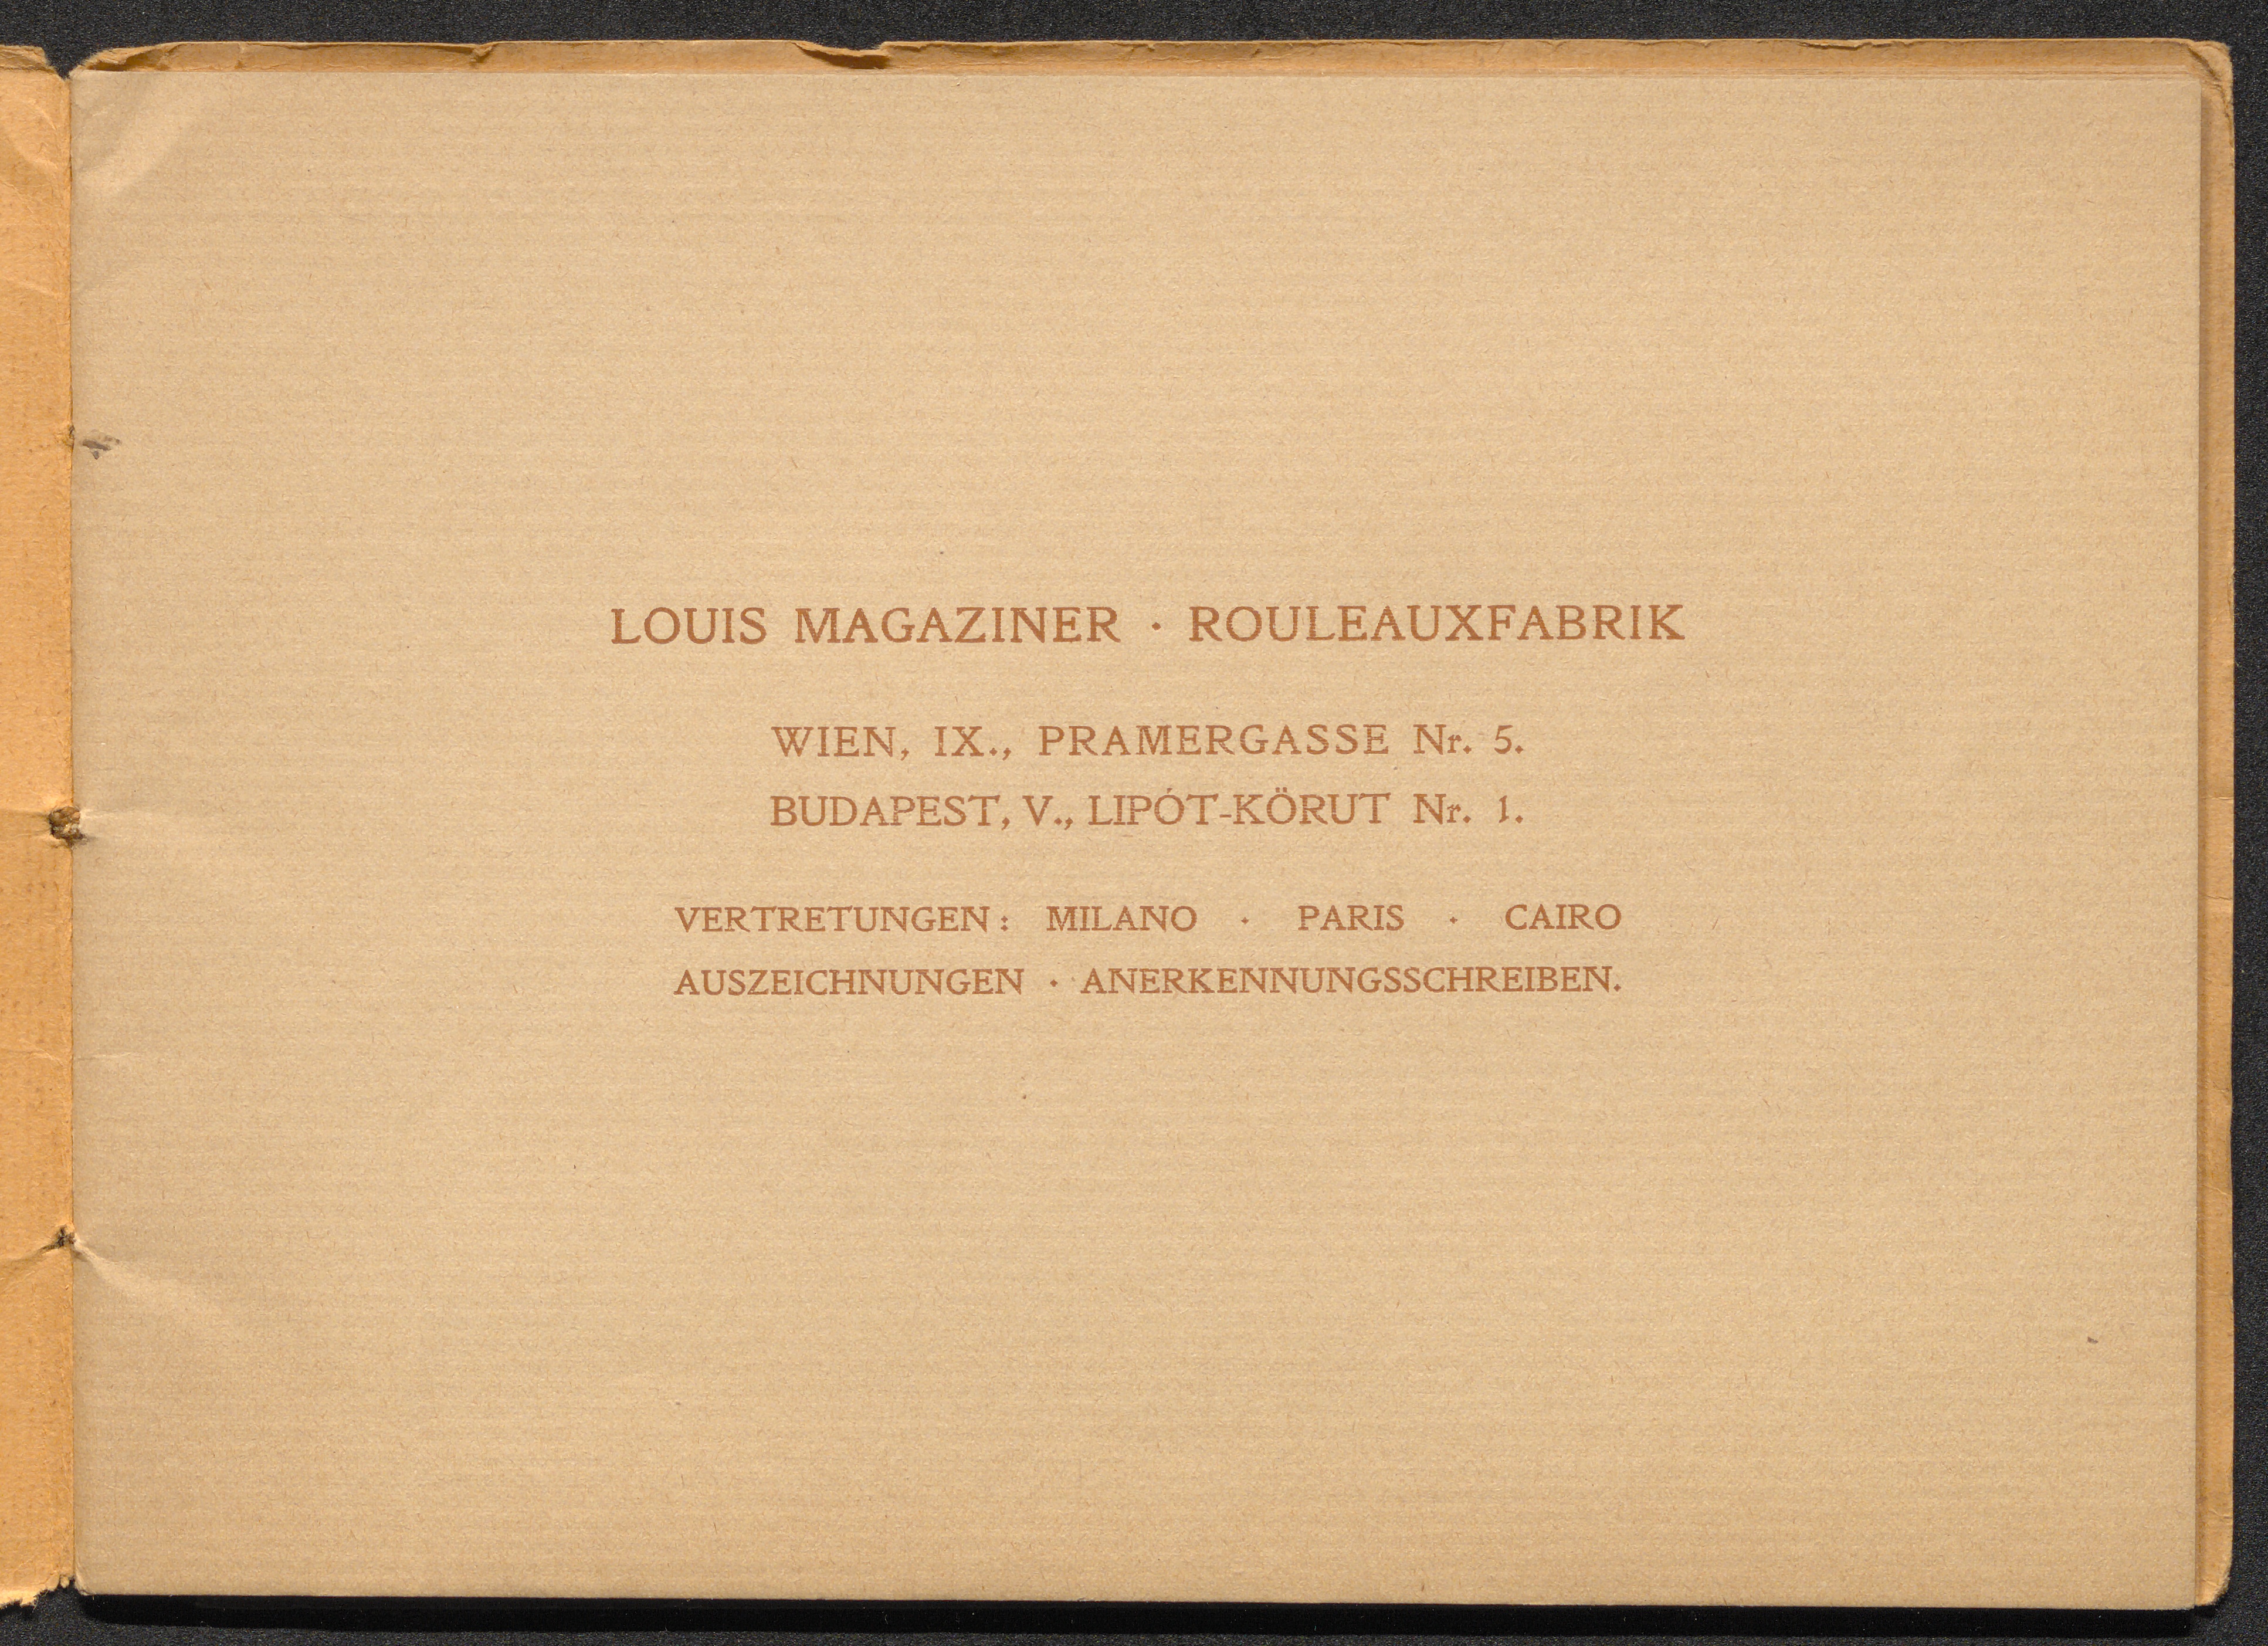 LOUIS MAGAZINER · ROULEAUXFABRIK
WIEN, IX., PRAMERGASSE Nr. 5.
BUDAPEST, V., LIPÓT-KÖRUT Nr. 1.
VERTRETUNGEN: MILANO · PARIS · CAIRO
AUSZEICHNUNGEN · ANERKENNUNGSSCHREIBEN.